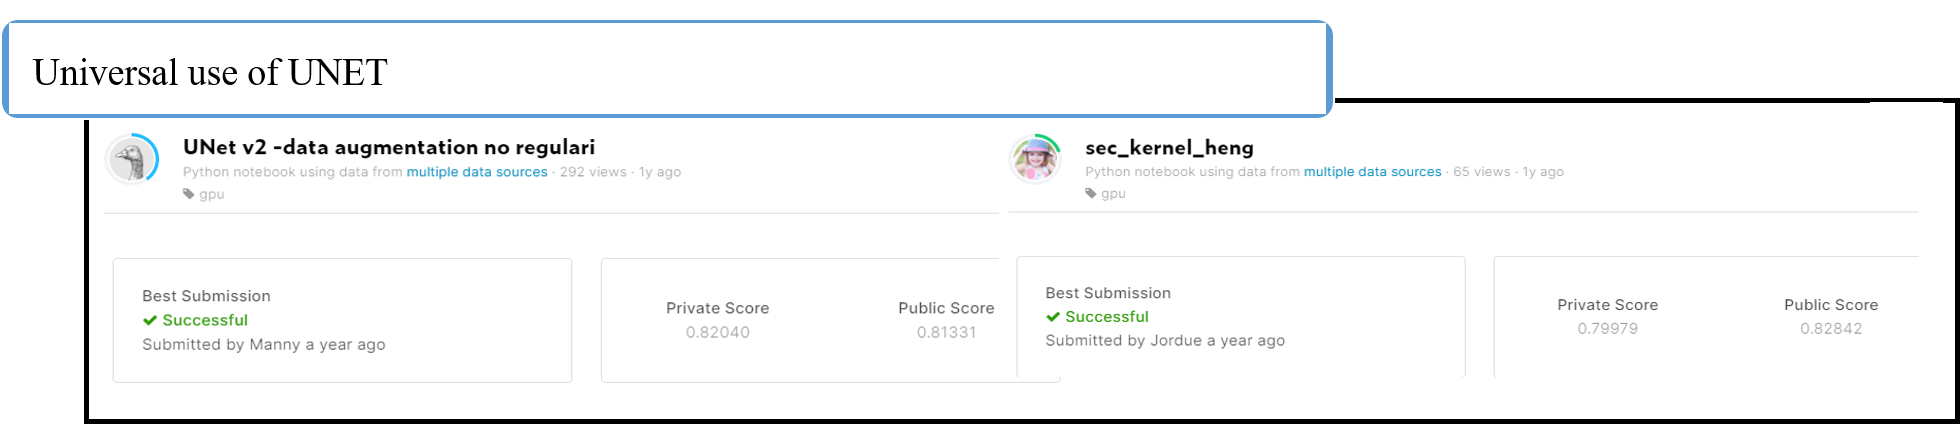 Universal use of UNET
UNet v2 -data augmentation no regulari
Python notebook using data from multiple data sources · 292 views · 1y ago
gpu
Best Submission
Successful
Submitted by Manny a year ago
Private Score
0.82040
Public Score
0.81331
sec_kernel_heng
Python notebook using data from multiple data sources · 65 views · 1y ago
gpu
Best Submission
Successful
Submitted by Jordue a year ago
Private Score
0.79979
Public Score
0.82842